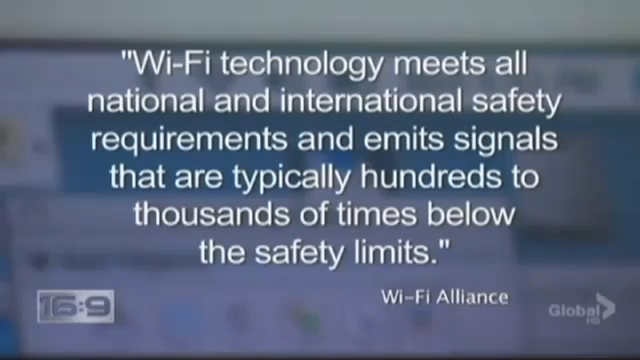 "Wi-Fi technology meets all
national and international safety
requirements and emits signals
that are typically hundreds to
thousands of times below
the safety limits."
Wi-Fi Alliance
16:9
Global
HD